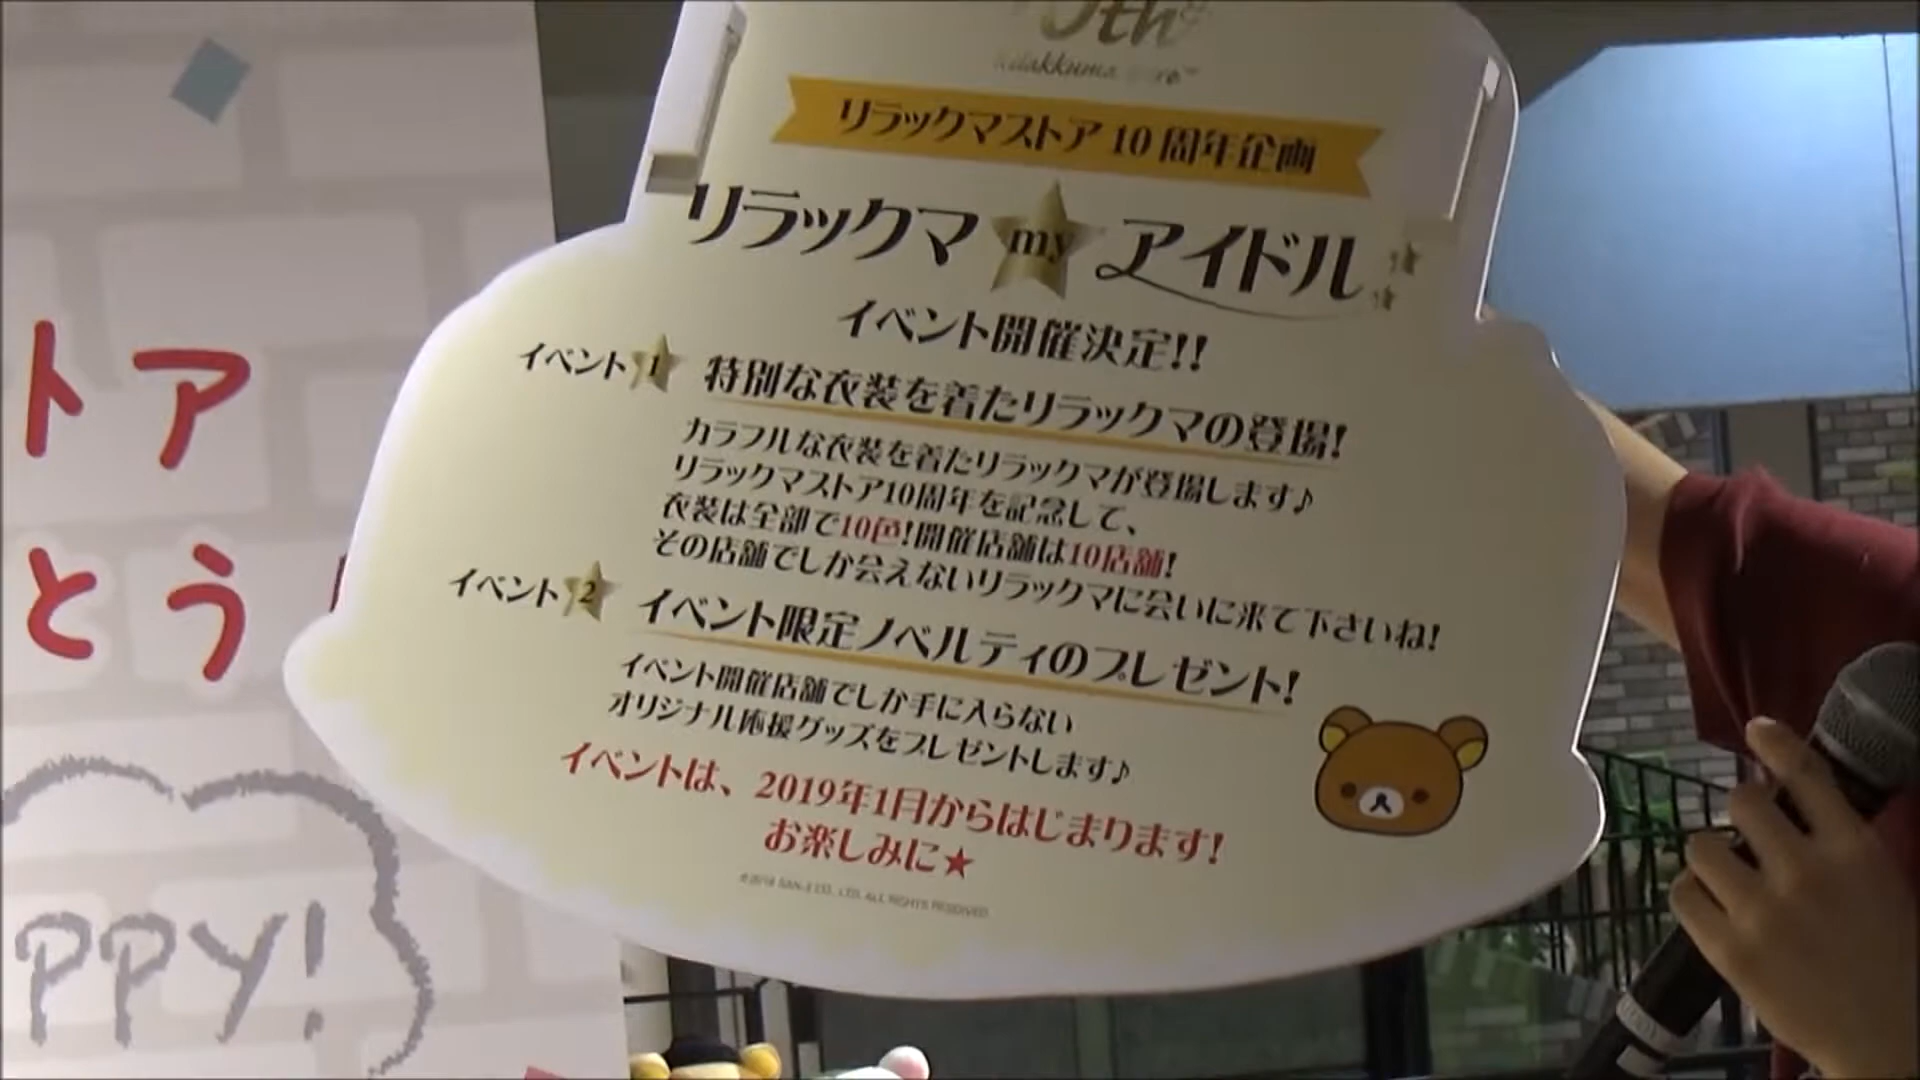 リラックマストア 10 周年企画
リラックマ my アイドル
イベント開催決定!!
イベント 1 特別な衣装を着たリラックマの登場!
カラフルな衣装を着たリラックマが登場します♪
リラックマストア10周年を記念して、
衣装は全部で10色!開催店舗は10店舗!
その店舗でしか会えないリラックマに会いに来て下さいね!
イベント 2 イベント限定ノベルティのプレゼント!
イベント開催店舗でしか手に入らない
オリジナル応援グッズをプレゼントします♪
イベントは、2019年1月からはじまります!
お楽しみに★
©2018 SAN-X CO., LTD. ALL RIGHTS RESERVED.
トア
とう
PPY!